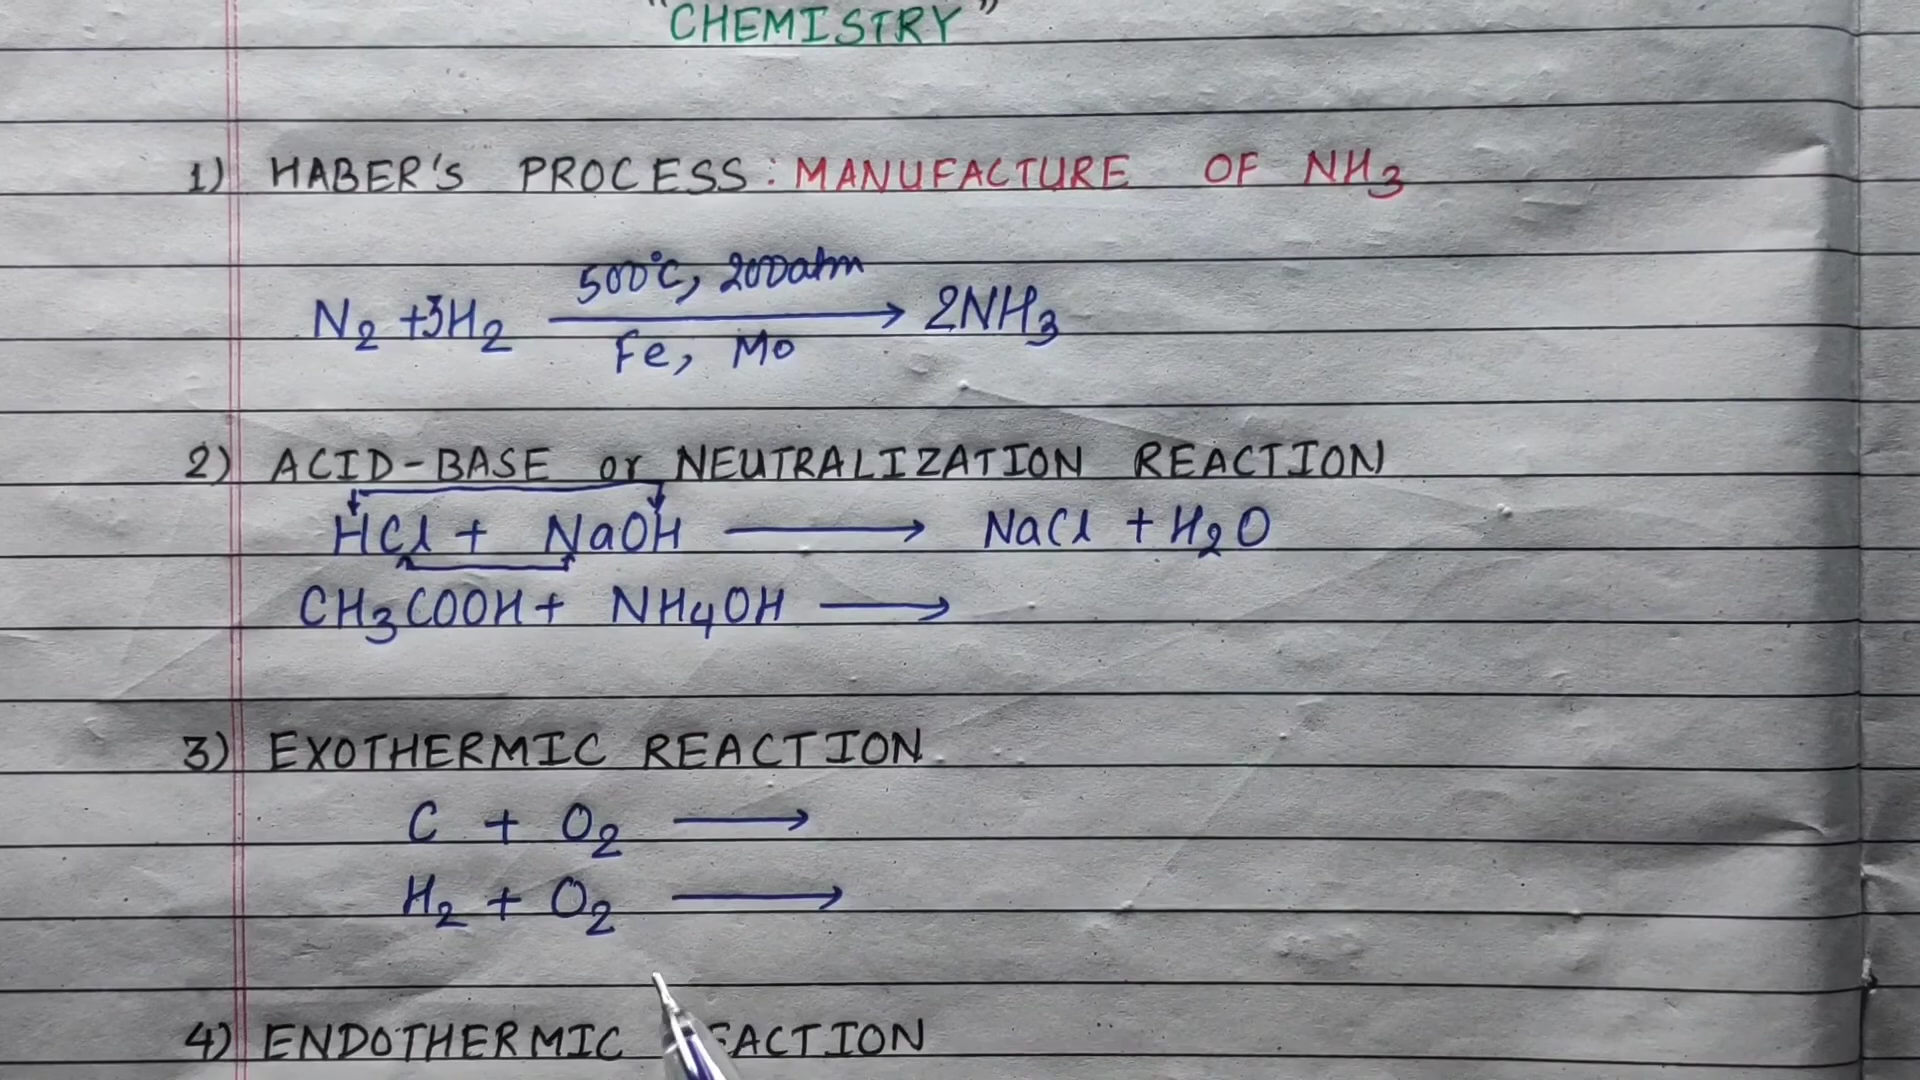 "CHEMISTRY"
1) HABER'S PROCESS: MANUFACTURE OF NH3
500°C, 200atm
N2 +3H2 → 2NH3
Fe, Mo
2) ACID-BASE or NEUTRALIZATION REACTION
HCl + NaOH → NaCl + H2O
CH3COOH + NH4OH →
3) EXOTHERMIC REACTION
C + O2 →
H2 + O2 →
4) ENDOTHERMIC EACTION